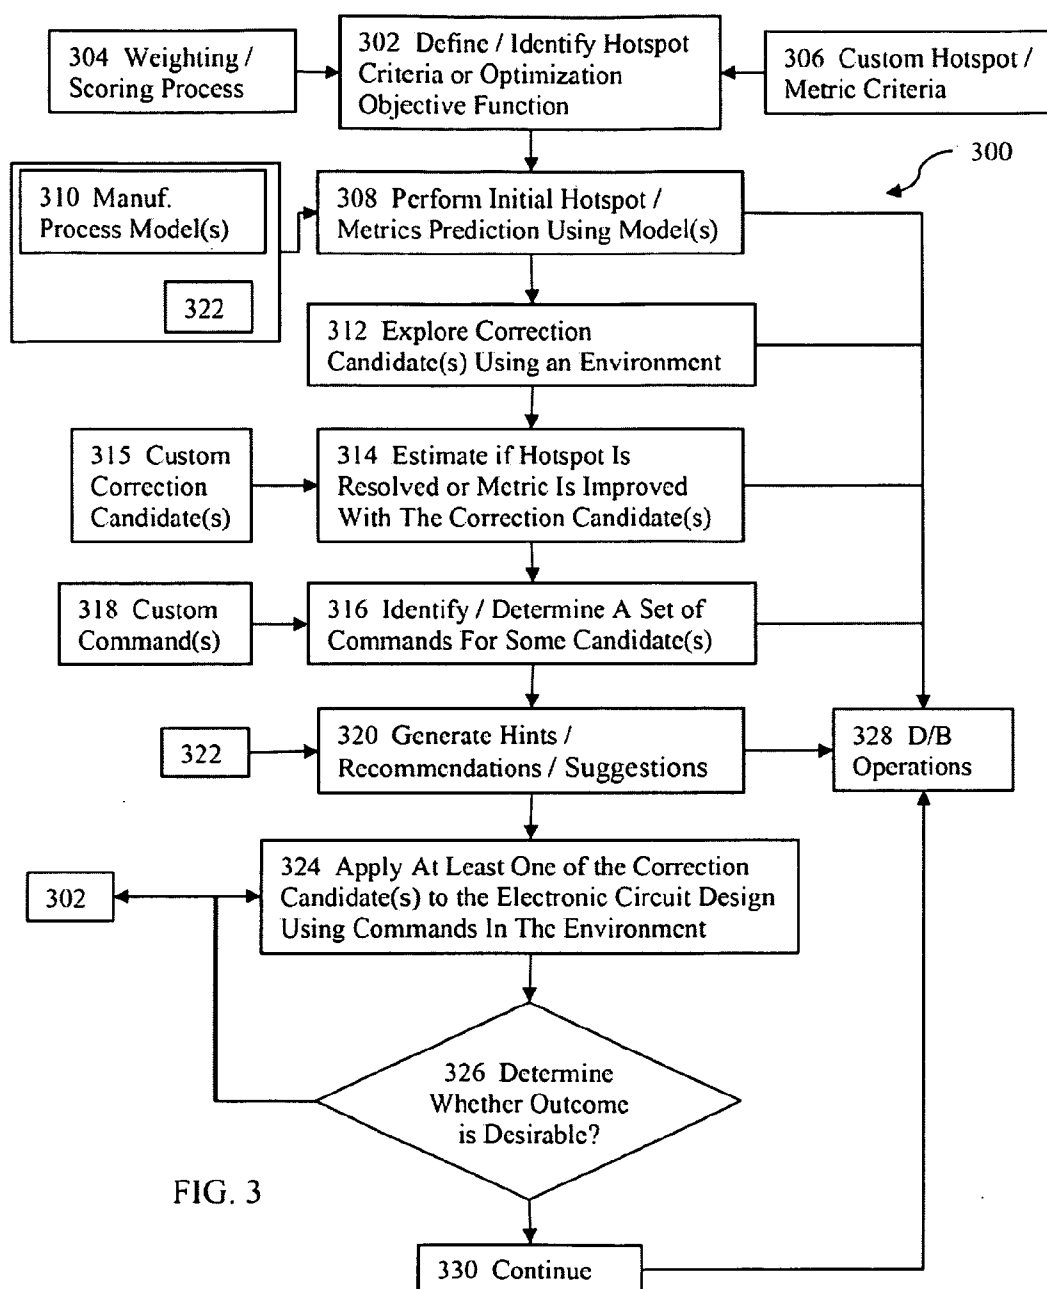 304 Weighting /
Scoring Process
302 Define / Identify Hotspot
Criteria or Optimization
Objective Function
306 Custom Hotspot /
Metric Criteria
300
310 Manuf.
Process Model(s)
322
308 Perform Initial Hotspot /
Metrics Prediction Using Model(s)
312 Explore Correction
Candidate(s) Using an Environment
315 Custom
Correction
Candidate(s)
314 Estimate if Hotspot Is
Resolved or Metric Is Improved
With The Correction Candidate(s)
318 Custom
Command(s)
316 Identify / Determine A Set of
Commands For Some Candidate(s)
322
320 Generate Hints /
Recommendations / Suggestions
328 D/B
Operations
302
324 Apply At Least One of the Correction
Candidate(s) to the Electronic Circuit Design
Using Commands In The Environment
326 Determine
Whether Outcome
is Desirable?
FIG. 3
330 Continue